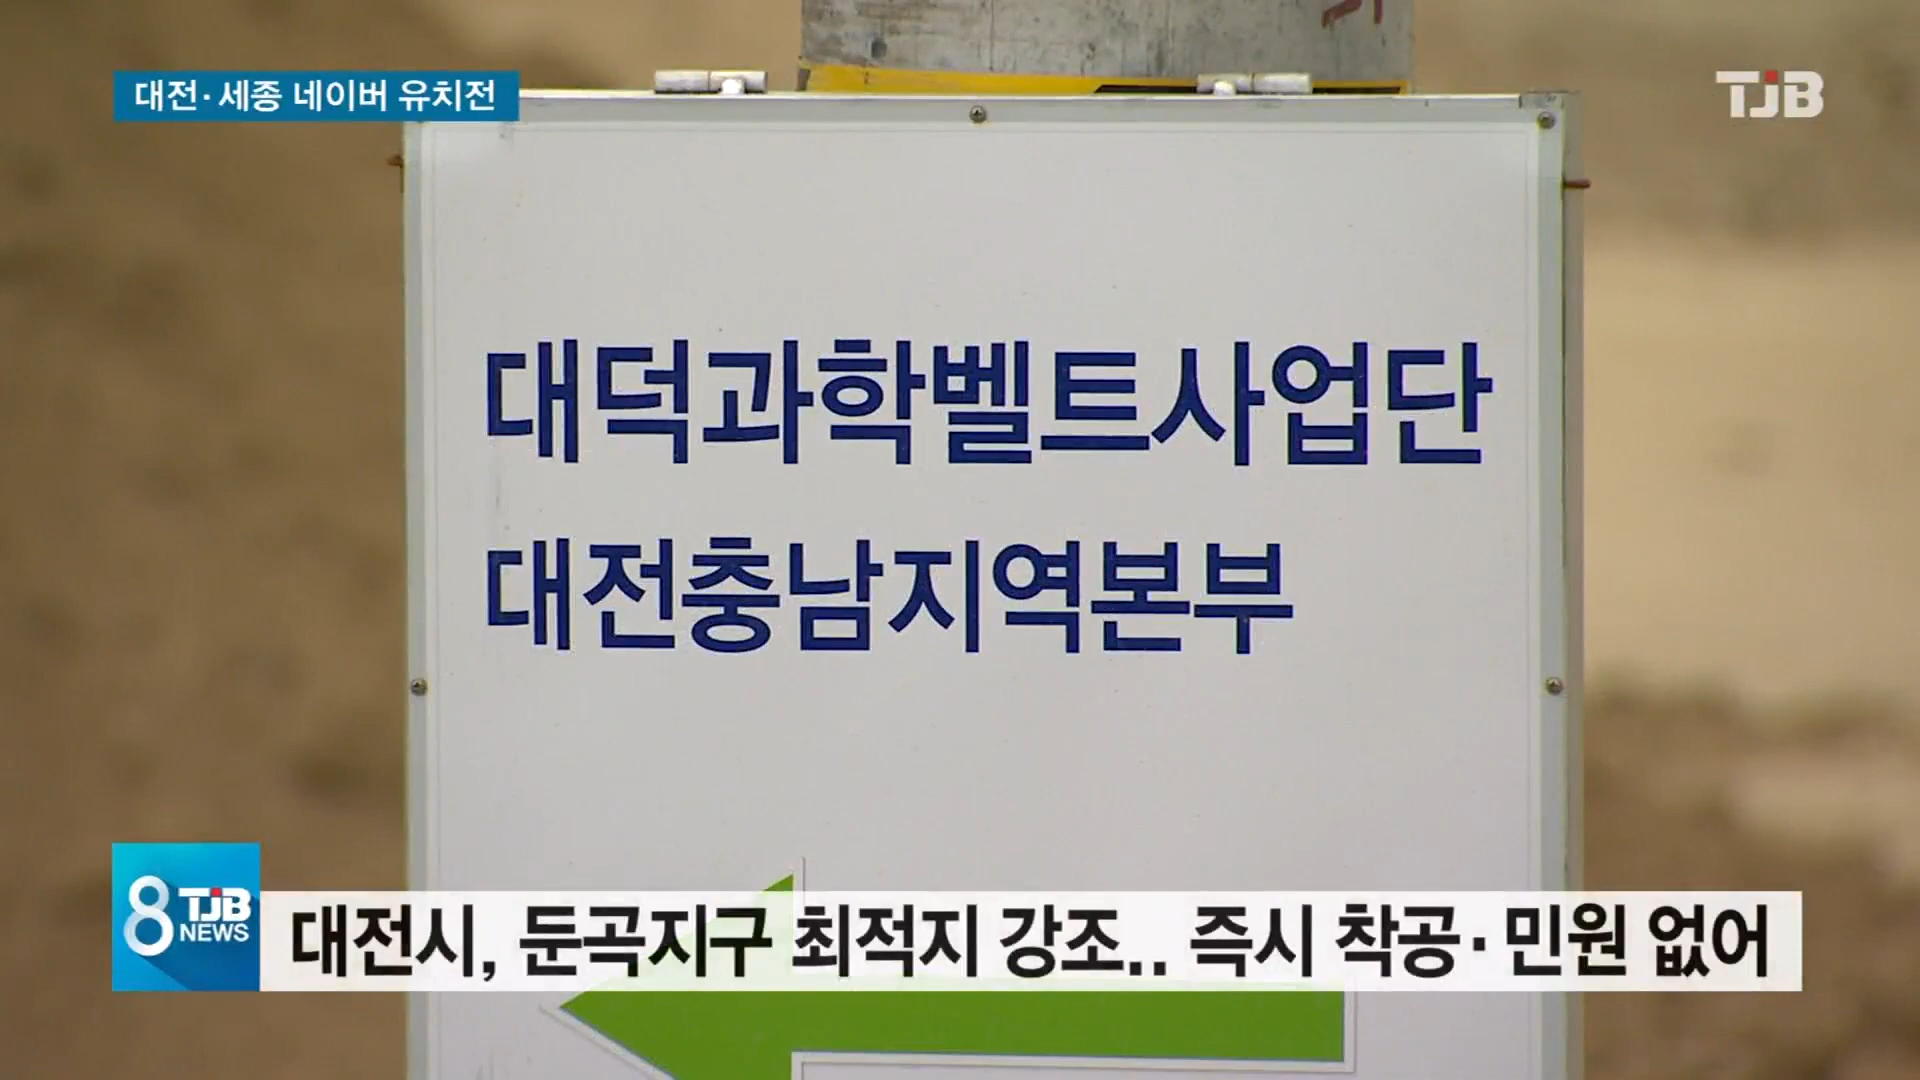 대전·세종 네이버 유치전
TJB
대덕과학벨트사업단
대전충남지역본부
8 TJB NEWS
대전시, 둔곡지구 최적지 강조.. 즉시 착공·민원 없어